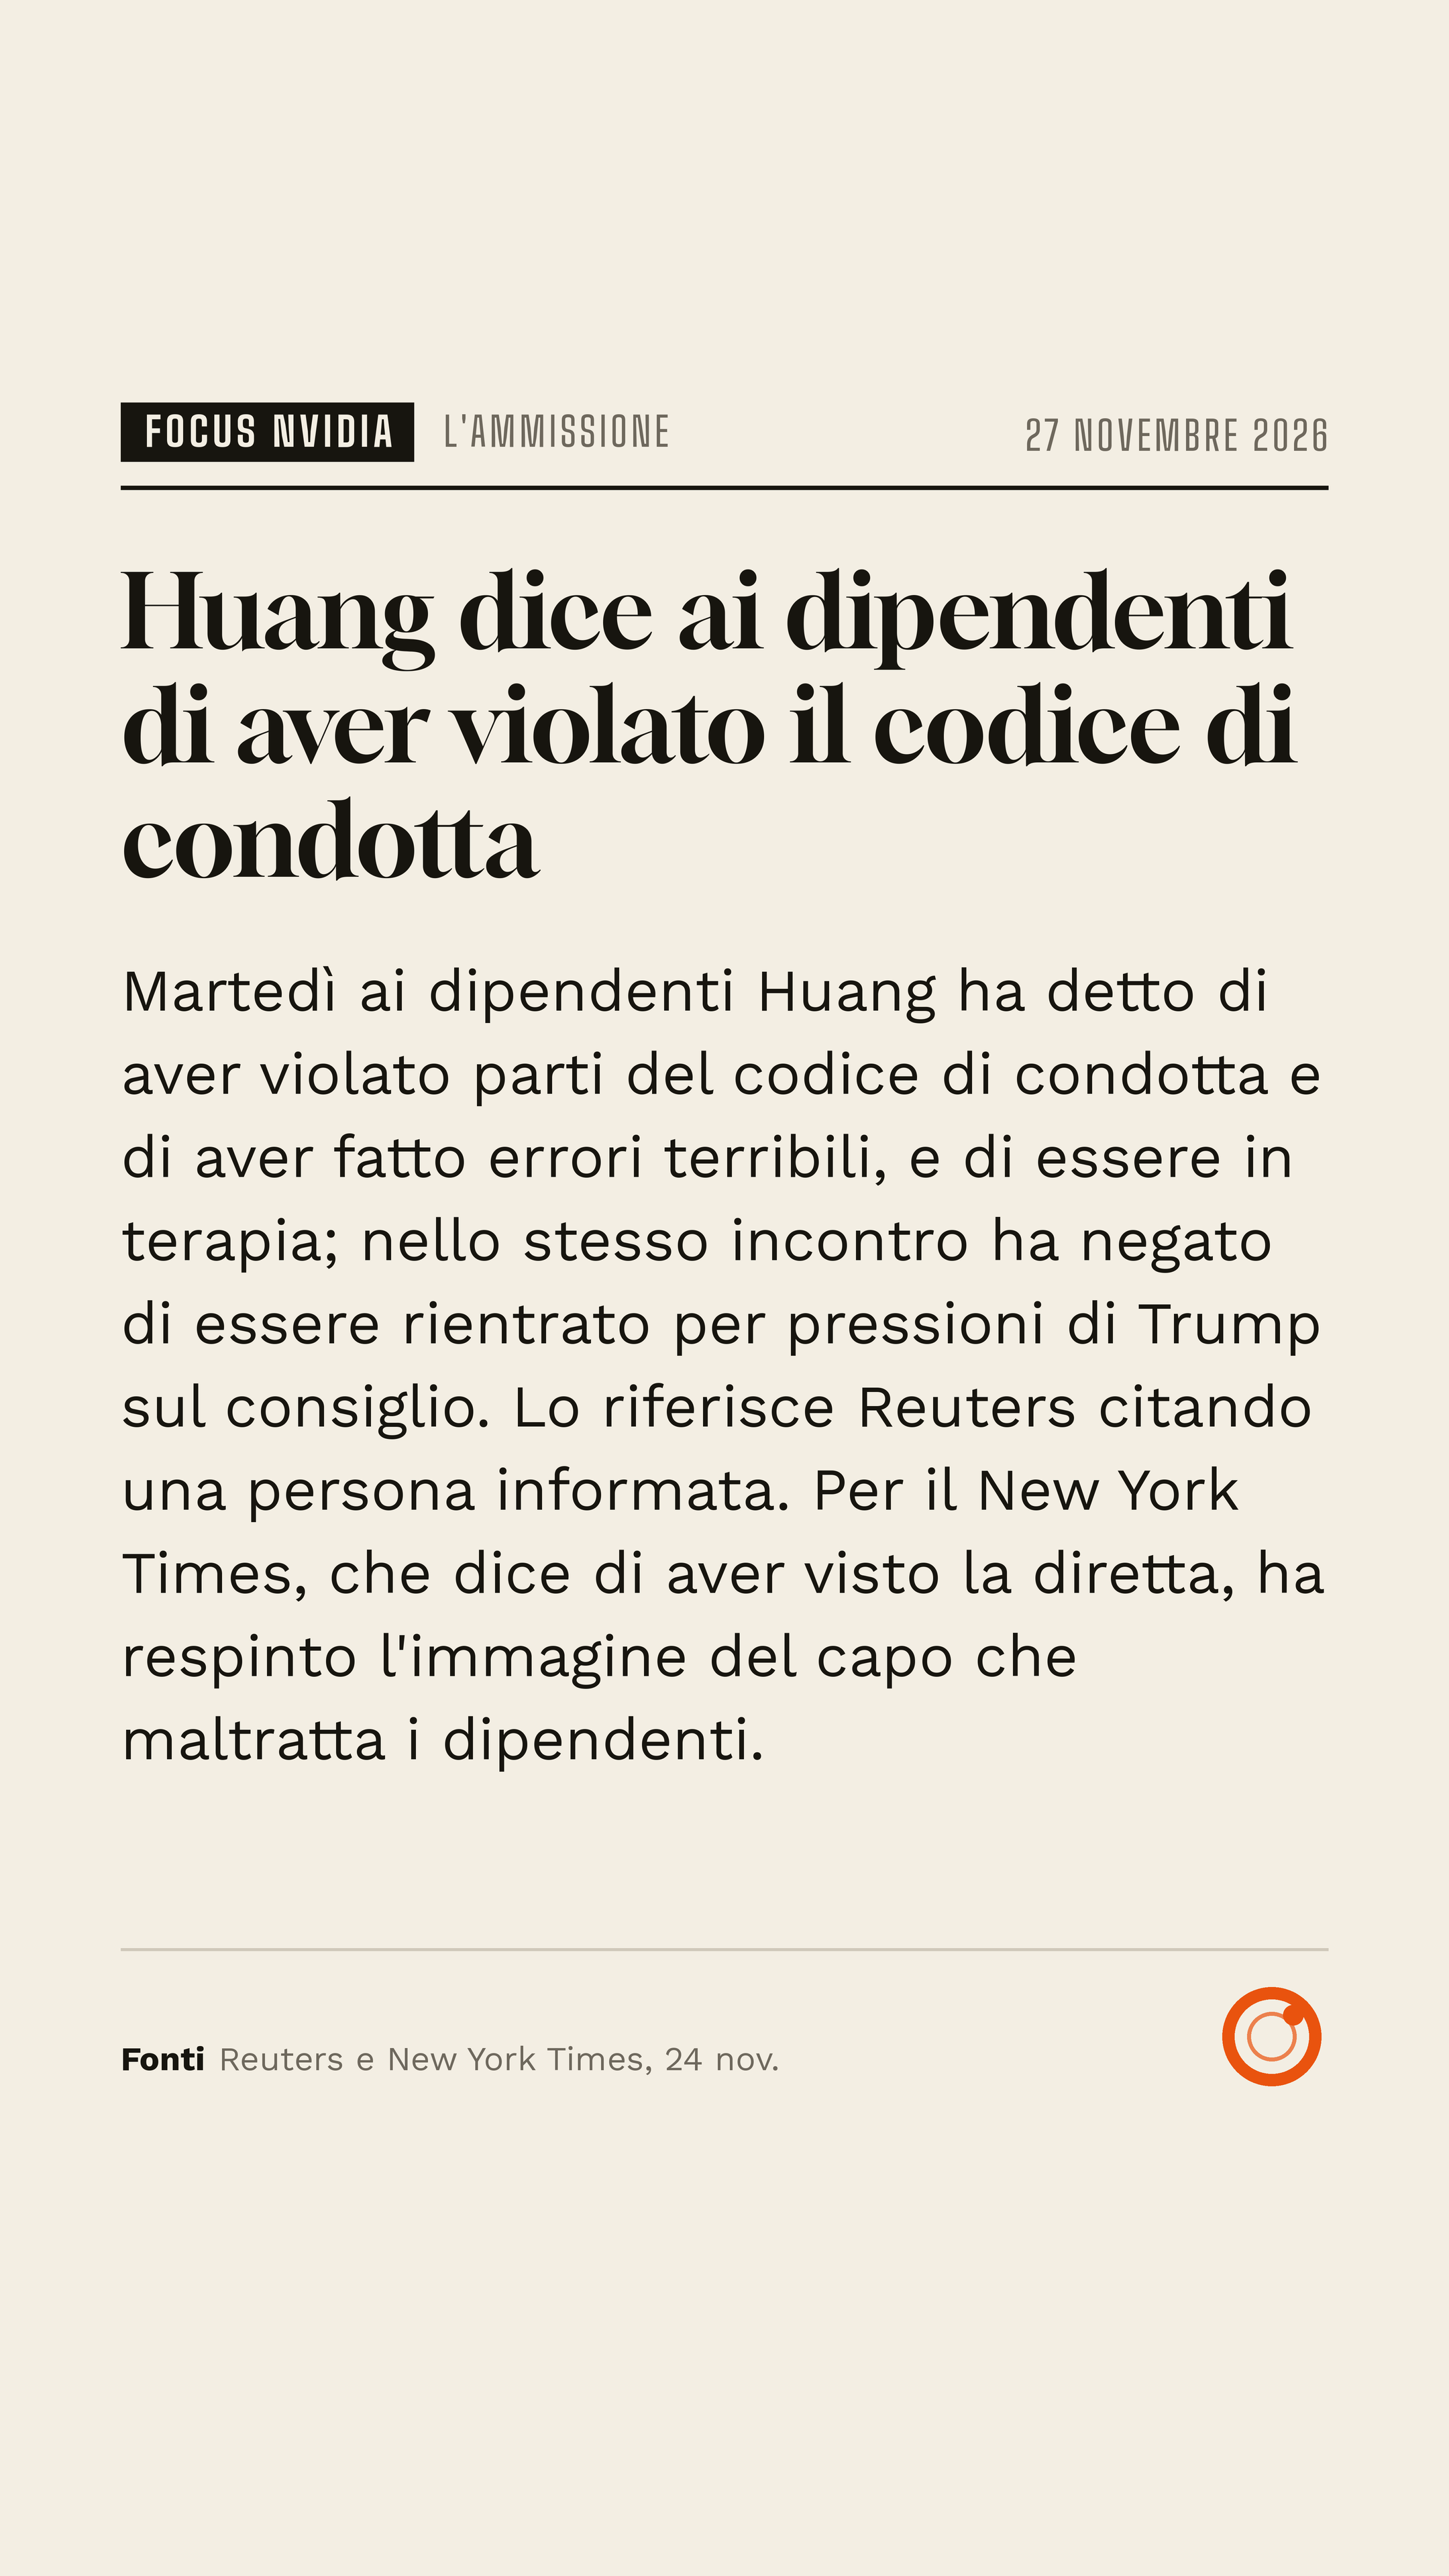 FOCUS NVIDIA L'AMMISSIONE 27 NOVEMBRE 2026
Huang dice ai dipendenti
di aver violato il codice di
condotta
Martedì ai dipendenti Huang ha detto di
aver violato parti del codice di condotta e
di aver fatto errori terribili, e di essere in
terapia; nello stesso incontro ha negato
di essere rientrato per pressioni di Trump
sul consiglio. Lo riferisce Reuters citando
una persona informata. Per il New York
Times, che dice di aver visto la diretta, ha
respinto l'immagine del capo che
maltratta i dipendenti.
Fonti Reuters e New York Times, 24 nov.